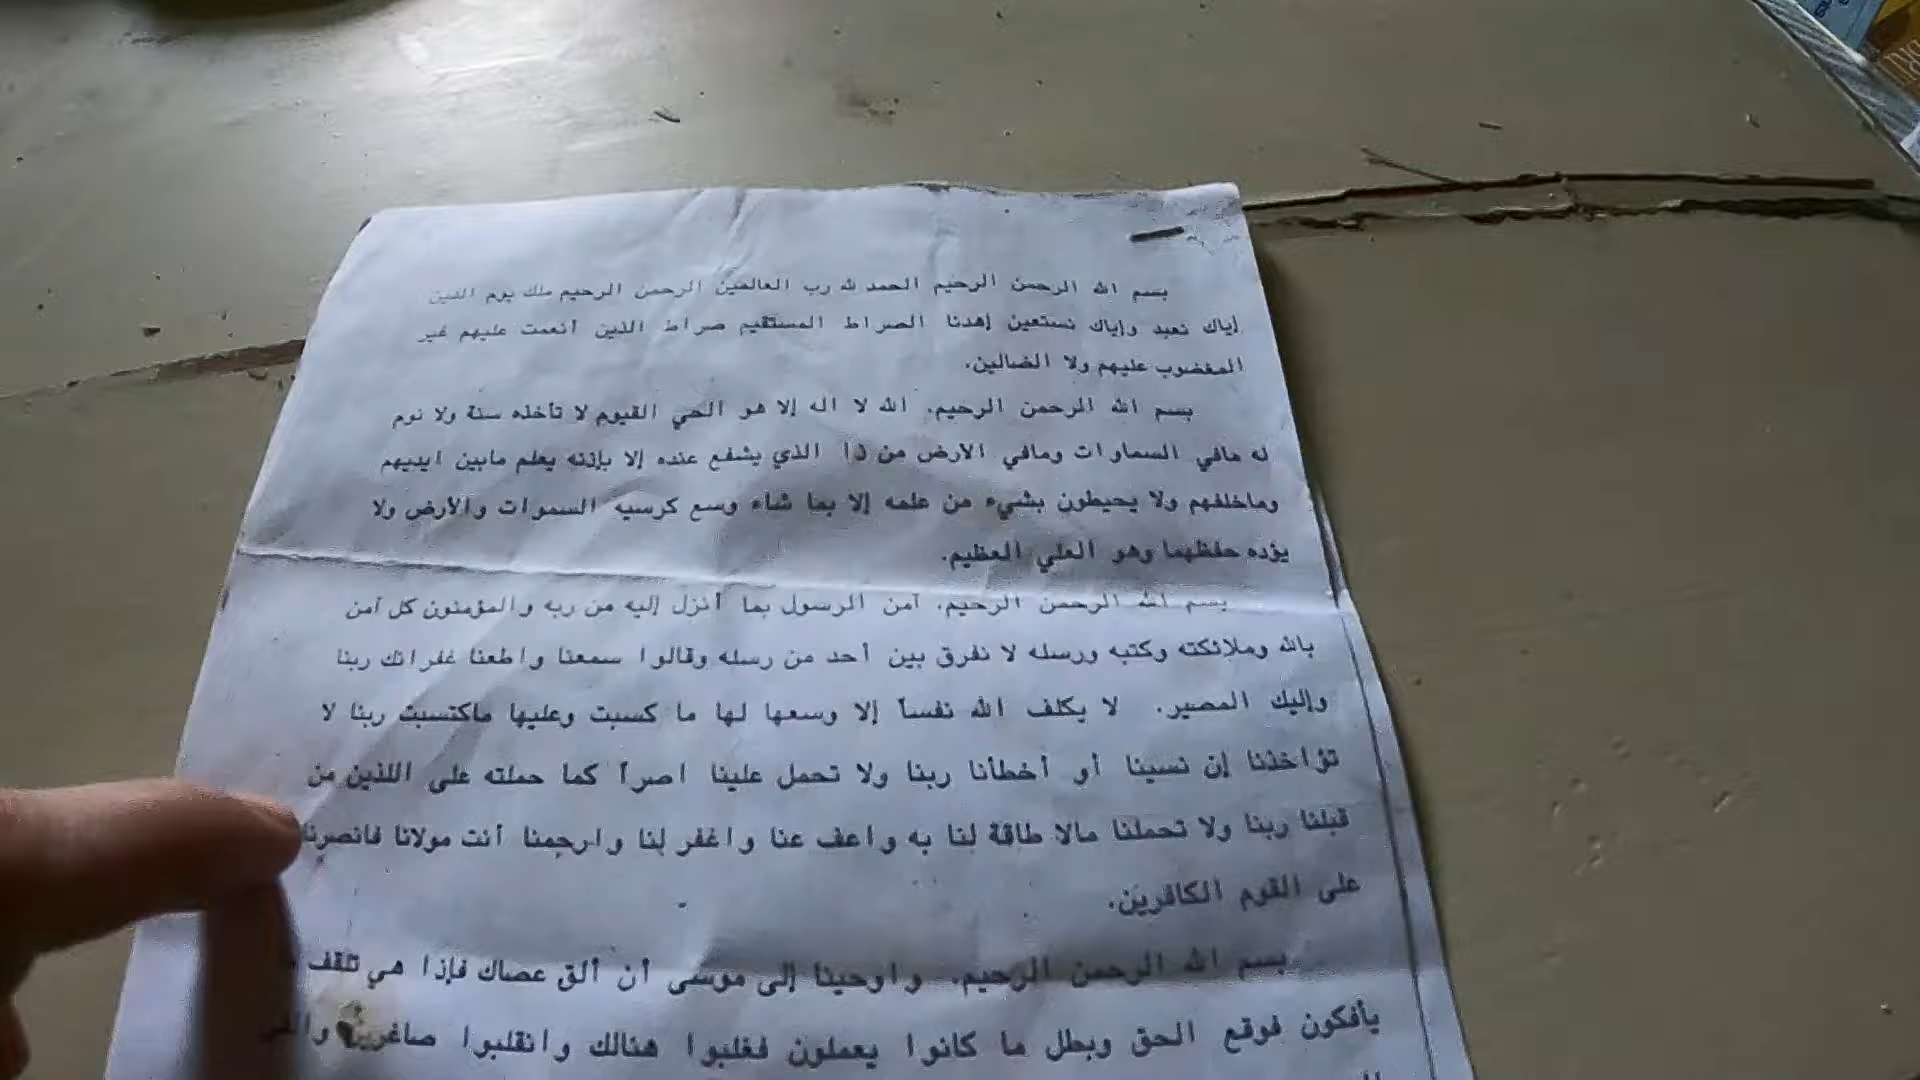 بسم الله الرحمن الرحيم الحمد لله رب العالمين الرحمن الرحيم ملك يوم الدين
أياك نعبد وإياك نستعين إهدنا الصراط المستقيم صراط الذين أنعمت عليهم غير
المغضوب عليهم ولا الضالين.
بسم الله الرحمن الرحيم. الله لا اله إلا هو الحي القيوم لا تأخذه سنة ولا نوم
له مافي السماوات ومافي الارض من ذا الذي يشفع عنده إلا بإذنه يعلم مابين ايديهم
وماخلفهم ولا يحيطون بشيء من علمه إلا بما شاء وسع كرسيه السموات والأرض ولا
يؤده حفظهما وهو العلي العظيم.
بسم الله الرحمن الرحيم. آمن الرسول بما أنزل إليه من ربه والمؤمنون كل آمن
بالله وملائكته وكتبه ورسله لا نفرق بين أحد من رسله وقالوا سمعنا واطعنا غفرانك ربنا
وإليك المصير. لا يكلف الله نفساً إلا وسعها لها ما كسبت وعليها ماكتسبت ربنا لا
تؤاخذنا إن نسينا أو أخطأنا ربنا ولا تحمل علينا اصراً كما حملته على اللذين من
قبلنا ربنا ولا تحملنا مالا طاقة لنا به واعف عنا واغفر لنا وارحمنا أنت مولانا فانصرنا
على القوم الكافرين.
بسم الله الرحمن الرحيم. واوحينا إلى موسى أن ألق عصاك فإذا هي تلقف
يأفكون فوقع الحق وبطل ما كانوا يعملون فغلبوا هنالك وانقلبوا صاغرين